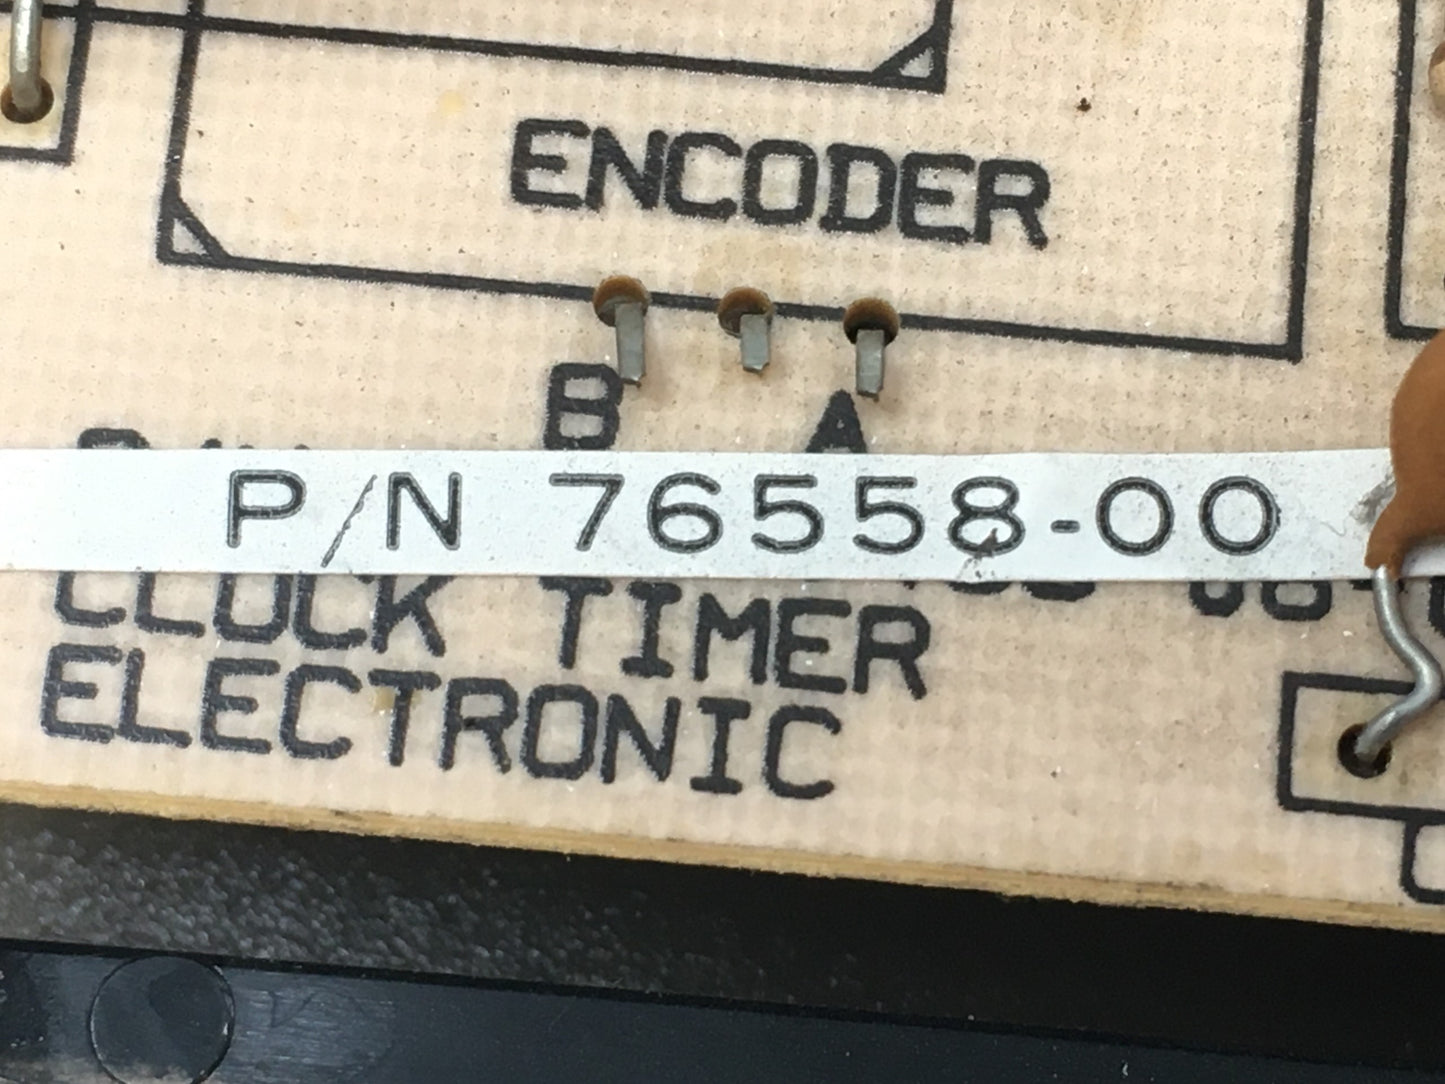 ENCODER
B A
P/N 76558-00
CLOCK TIMER
ELECTRONIC